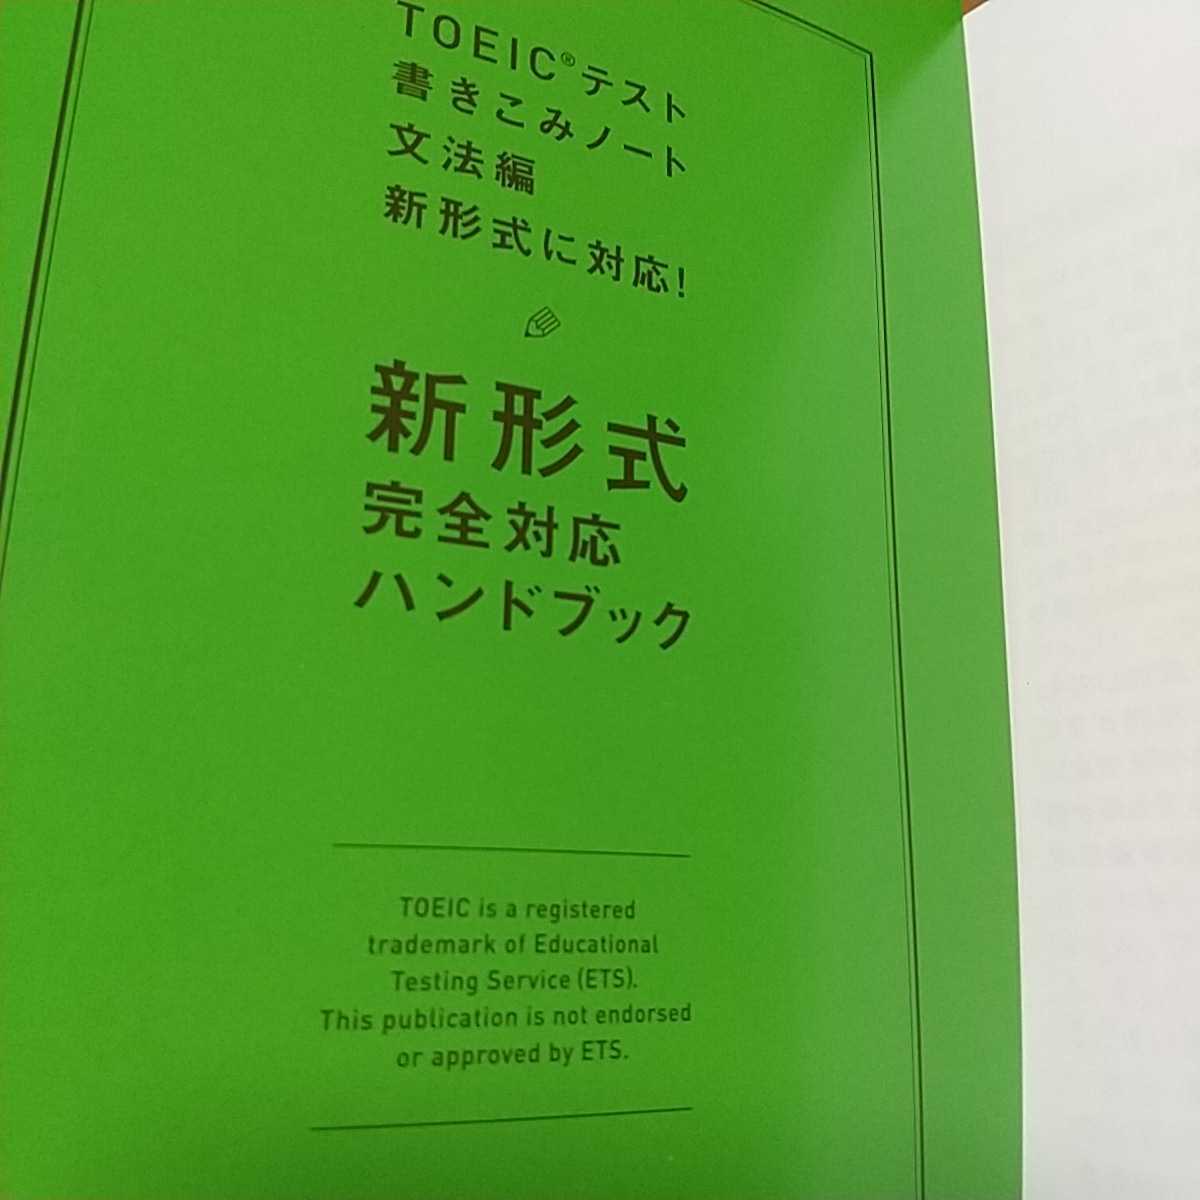 TOEIC®テスト
書きこみノート
文法編
新形式に対応!
新形式
完全対応
ハンドブック
TOEIC is a registered
trademark of Educational
Testing Service (ETS).
This publication is not endorsed
or approved by ETS.